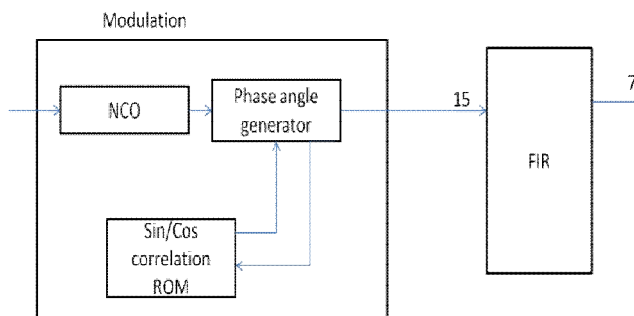 Modulation
NCO
Phase angle
generator
15
7
FIR
Sin/Cos
correlation
ROM